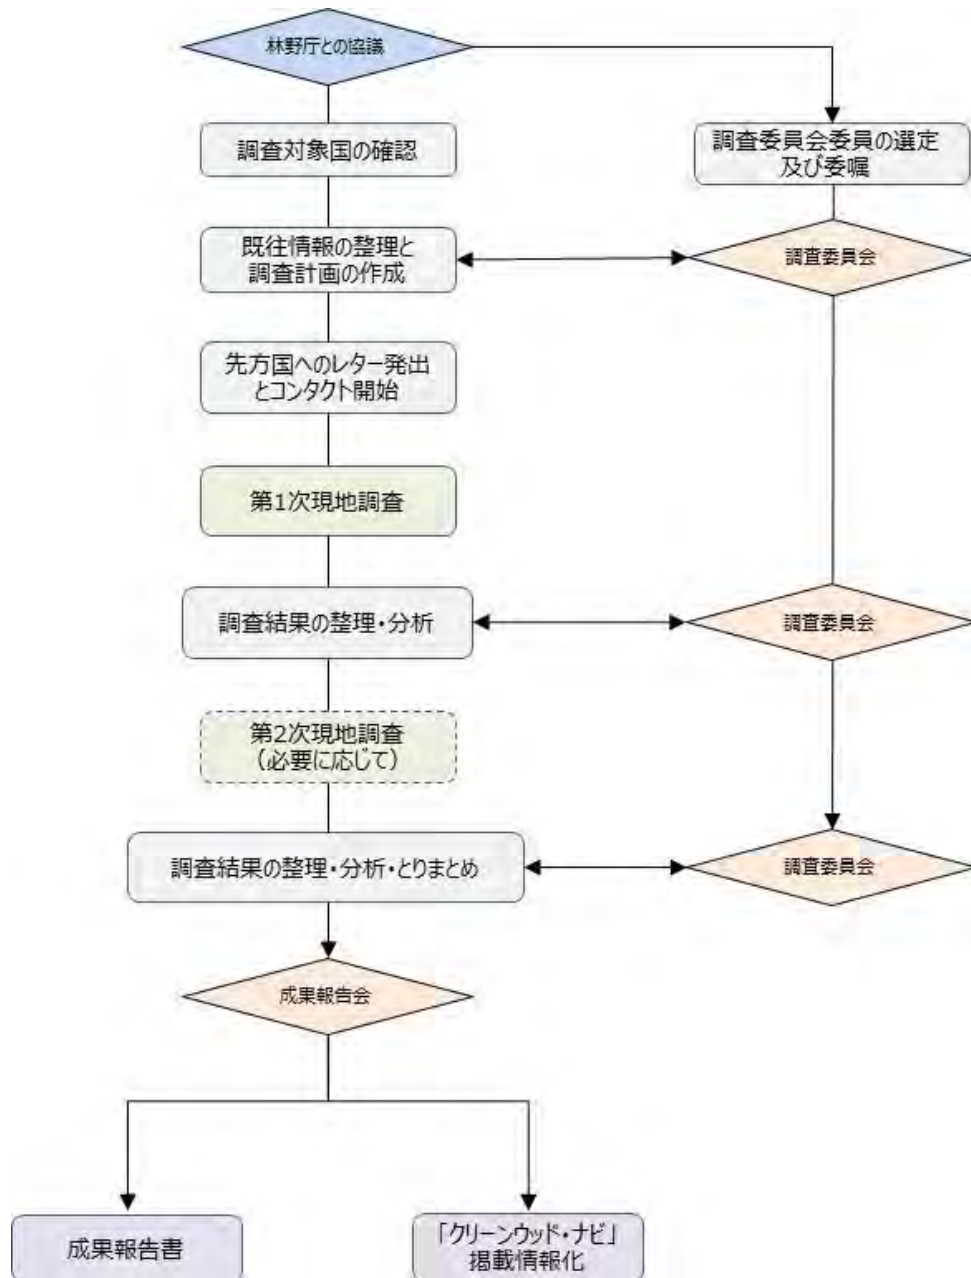 林野庁との協議
調査対象国の確認
調査委員会委員の選定
及び委嘱
既往情報の整理と
調査計画の作成
調査委員会
先方国へのレター発出
とコンタクト開始
第1次現地調査
調査結果の整理・分析
調査委員会
第2次現地調査
（必要に応じて）
調査結果の整理・分析・とりまとめ
調査委員会
成果報告会
成果報告書
「クリーンウッド・ナビ」
掲載情報化